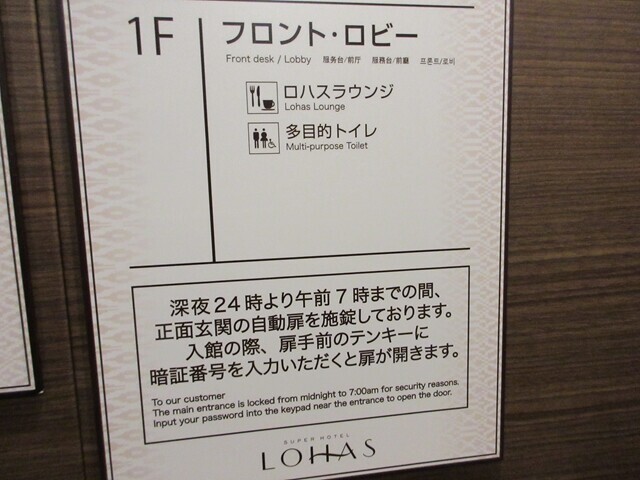 1F
フロント・ロビー
Front desk / Lobby 服务台/前厅 服務台/前廳 프론트/로비
ロハスラウンジ
Lohas Lounge
多目的トイレ
Multi-purpose Toilet
深夜24時より午前7時までの間、
正面玄関の自動扉を施錠しております。
入館の際、扉手前のテンキーに
暗証番号を入力いただくと扉が開きます。
To our customer
The main entrance is locked from midnight to 7:00am for security reasons.
Input your password into the keypad near the entrance to open the door.
SUPER HOTEL
LOHAS